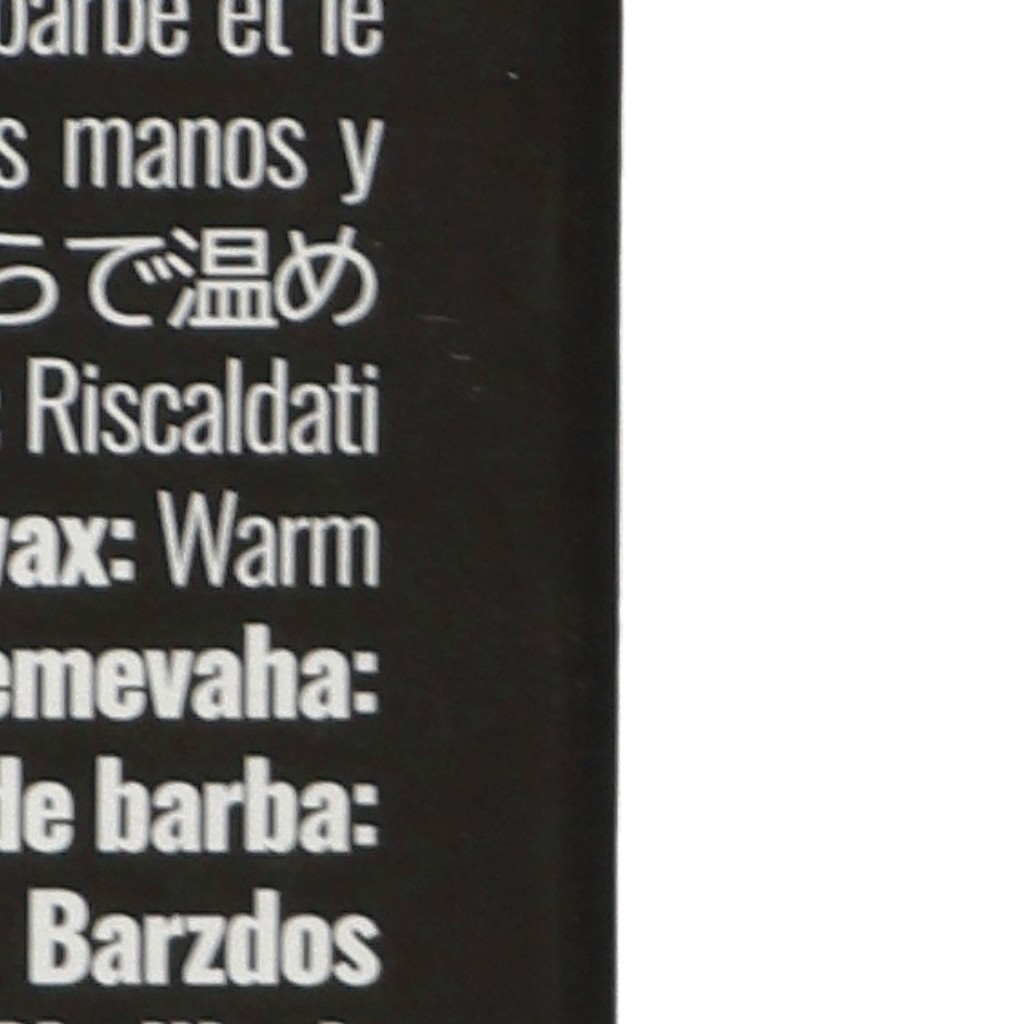 barbe et le
s manos y
らで温め
: Riscaldati
wax: Warm
emevaha:
de barba:
Barzdos